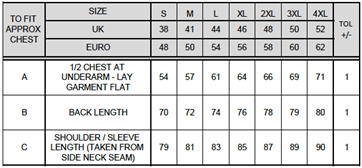 TO FIT APPROX CHEST SIZE S M L XL 2XL 3XL 4XL TOL +/-
UK 38 41 44 46 48 50 52
EURO 48 50 54 56 58 60 62
A 1/2 CHEST AT UNDERARM - LAY GARMENT FLAT 54 57 61 64 66 69 71 1
B BACK LENGTH 70 72 74 76 78 79 80 1
C SHOULDER / SLEEVE LENGTH (TAKEN FROM SIDE NECK SEAM) 79 81 83 85 87 89 90 1